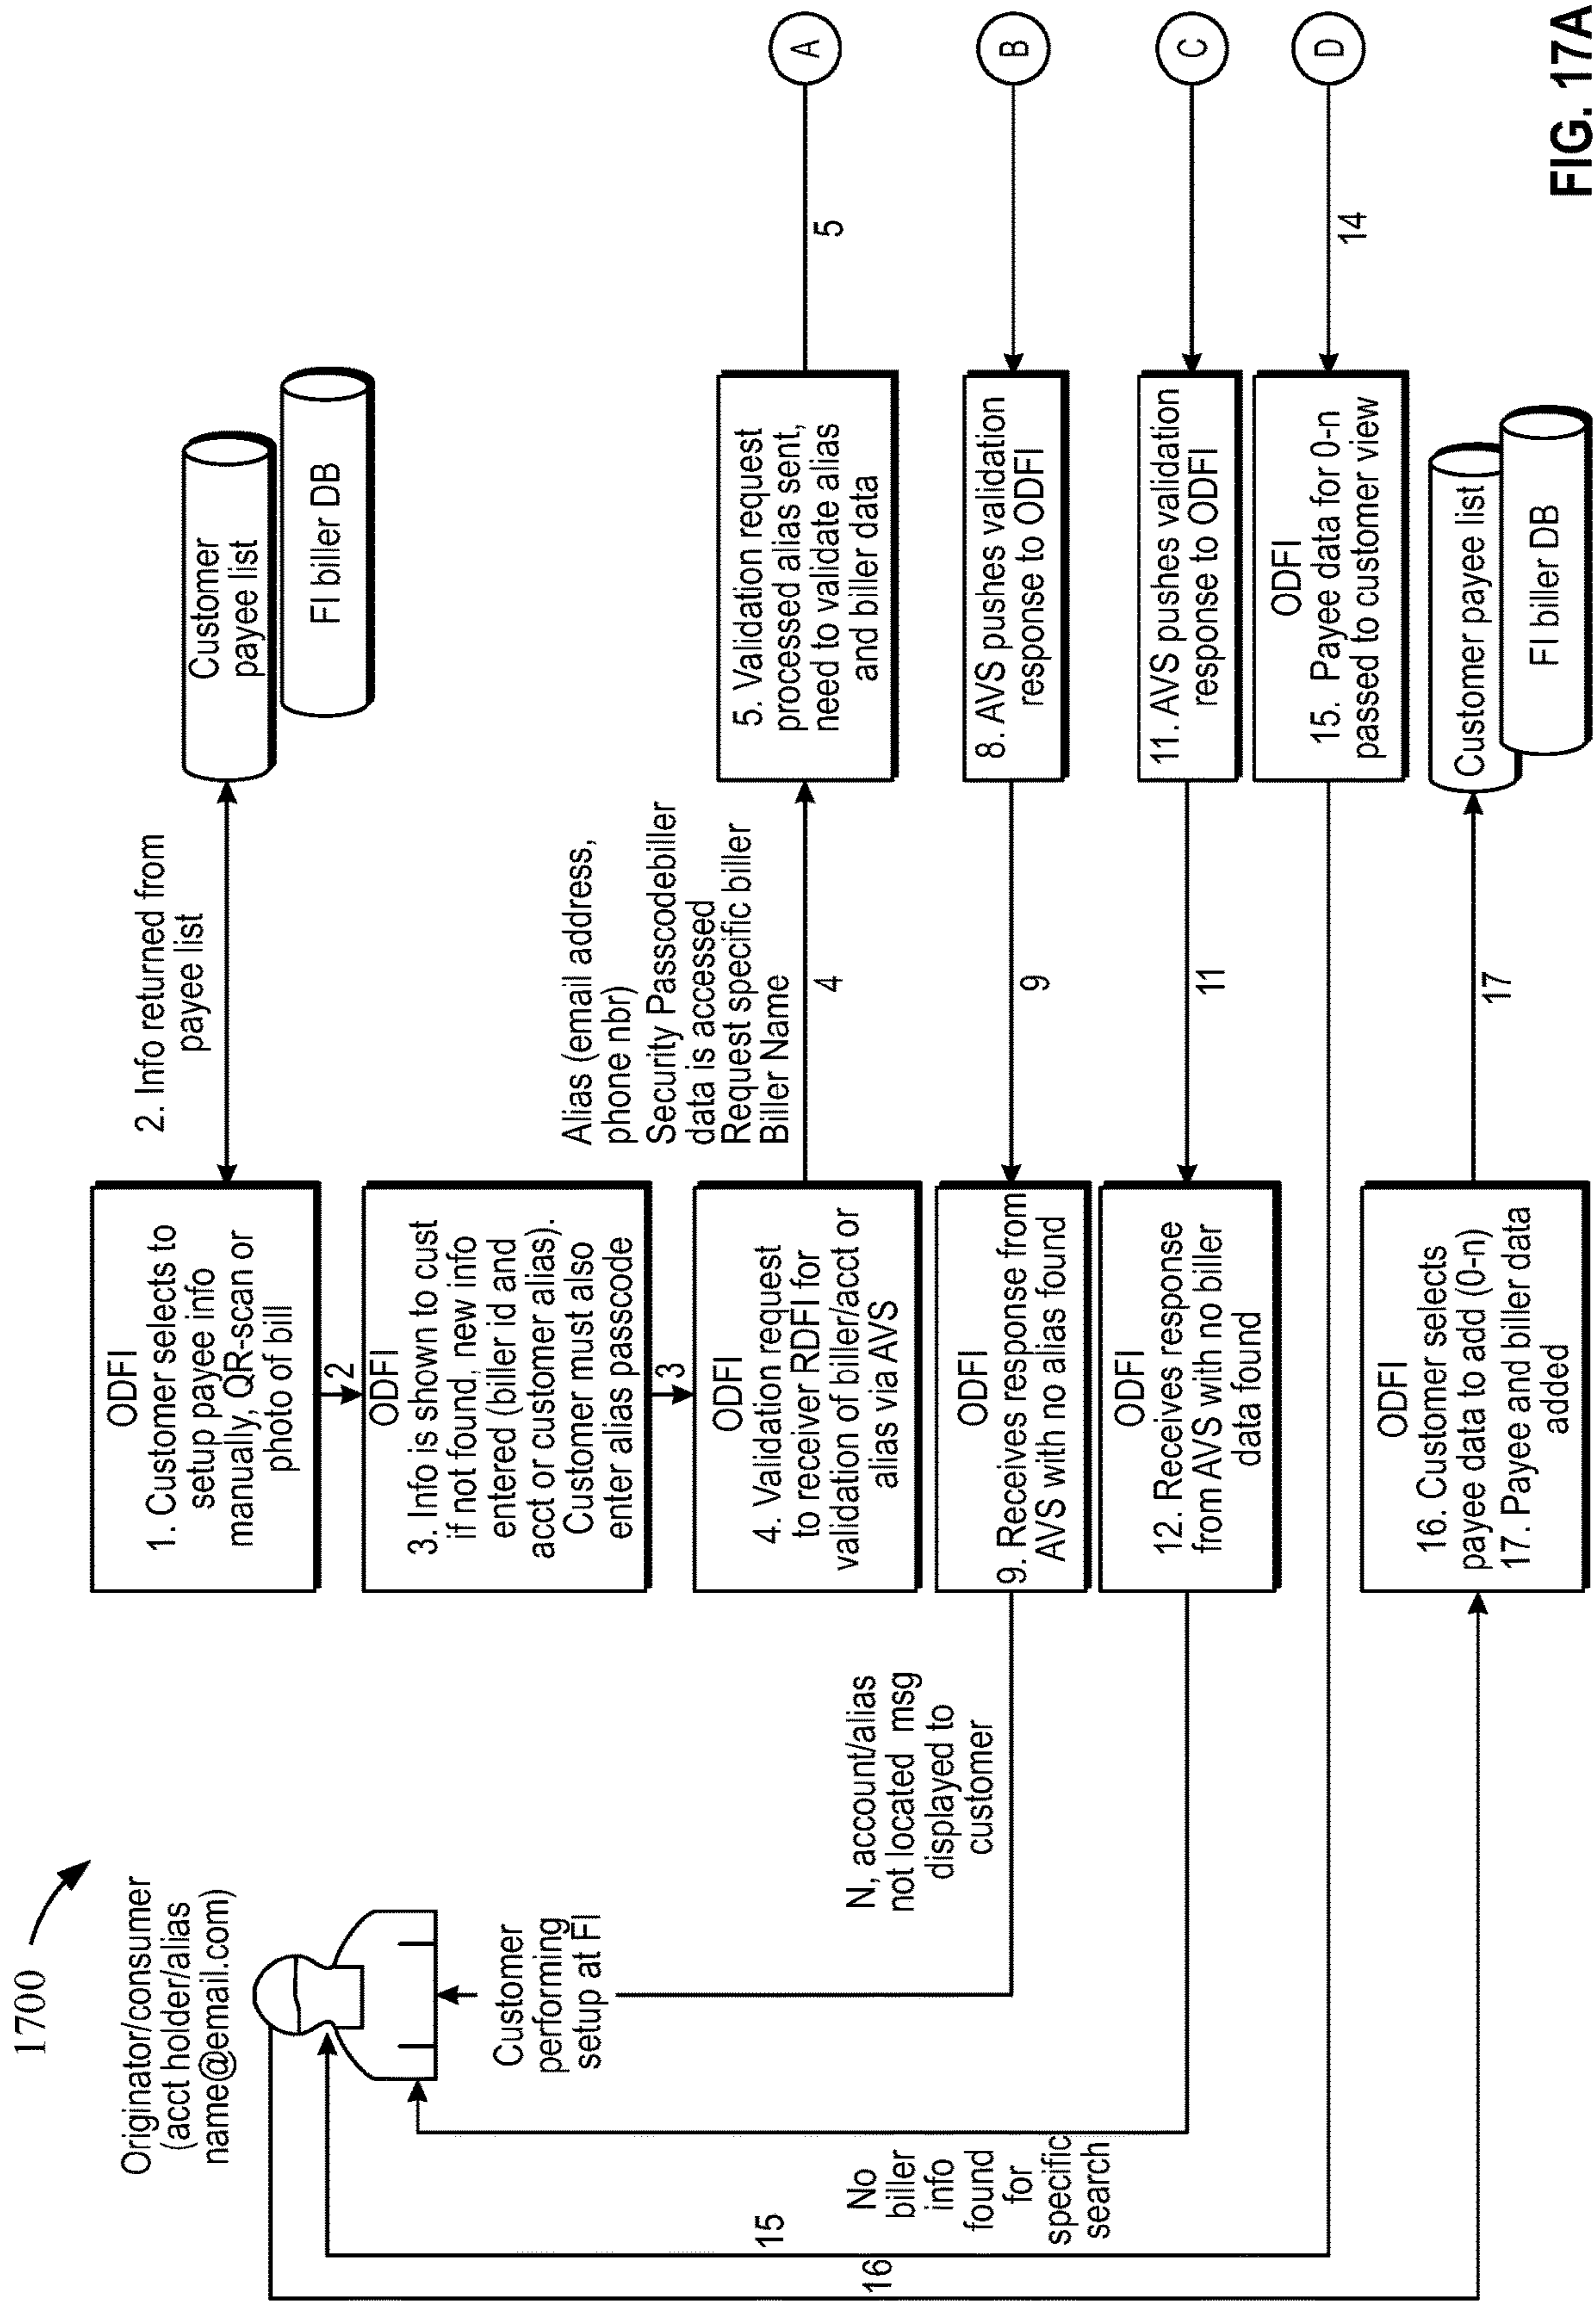 1700
Originator/consumer
(acct holder/alias
name@email.com)
Customer
performing
setup at FI
ODFI
1. Customer selects to
setup payee info
manually, QR-scan or
photo of bill
2. Info returned from
payee list
Customer
payee list
FI biller DB
2
ODFI
3. Info is shown to cust
if not found, new info
entered (biller id and
acct or customer alias).
Customer must also
enter alias passcode
3
ODFI
4. Validation request
to receiver RDFI for
validation of biller/acct or
alias via AVS
Alias (email address,
phone nbr)
Security Passcodebiller
data is accessed
Request specific biller
Biller Name
4
5. Validation request
processed alias sent,
need to validate alias
and biller data
5
A
N, account/alias
not located msg
displayed to
customer
ODFI
9. Receives response from
AVS with no alias found
9
8. AVS pushes validation
response to ODFI
B
No
biller
info
found
for
specific
search
ODFI
12. Receives response
from AVS with no biller
data found
11
11. AVS pushes validation
response to ODFI
C
15
ODFI
15. Payee data for 0-n
passed to customer view
14
D
16
ODFI
16. Customer selects
payee data to add (0-n)
17. Payee and biller data
added
17
Customer payee list
FI biller DB
FIG. 17A